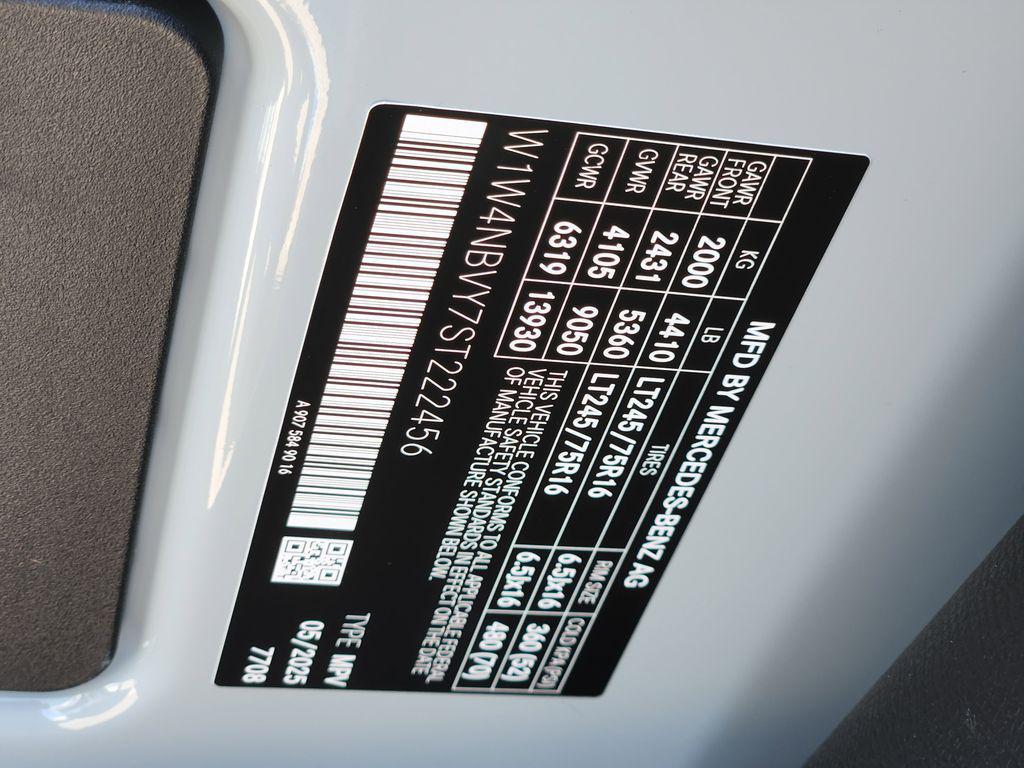 MFD BY MERCEDES-BENZ AG
KG LB TIRES RIM SIZE COLD KPA(PSI)
GAWR FRONT 2000 4410 LT245/75R16 6.5Jx16 360 (52)
GAWR REAR 2431 5360 LT245/75R16 6.5Jx16 480 (70)
GVWR 4105 9050
GCWR 6319 13930
THIS VEHICLE CONFORMS TO ALL APPLICABLE FEDERAL
VEHICLE SAFETY STANDARDS IN EFFECT ON THE DATE
OF MANUFACTURE SHOWN BELOW.
W1W4NBVY7ST222456
TYPE MPV
05/2025
7708
A 907 584 90 16